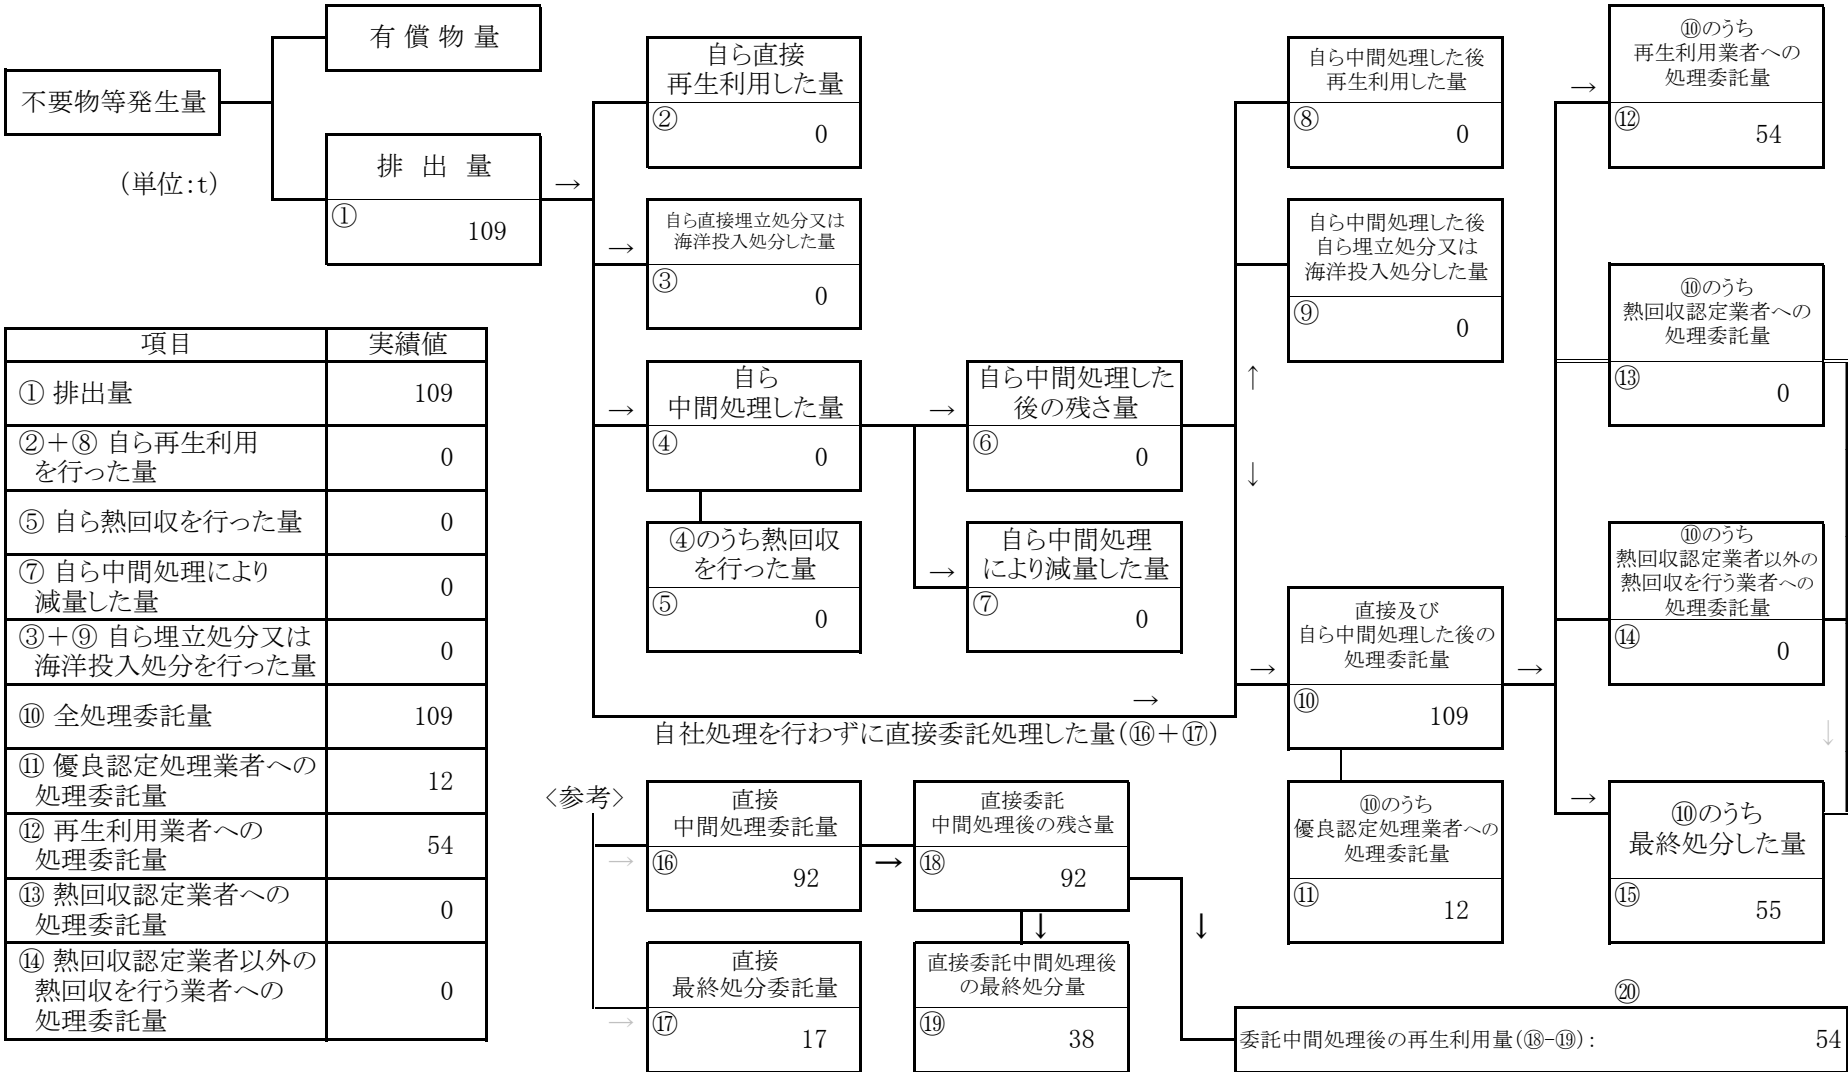 不要物等発生量
(単位:t)
有 償 物 量
排 出 量
①
109
→
自ら直接
再生利用した量
②
0
→
自ら直接埋立処分又は
海洋投入処分した量
③
0
→
自ら
中間処理した量
④
0
④のうち熱回収
を行った量
⑤
0
→
自ら中間処理した
後の残さ量
⑥
0
→
自ら中間処理
により減量した量
⑦
0
↑
↓
自ら中間処理した後
再生利用した量
⑧
0
自ら中間処理した後
自ら埋立処分又は
海洋投入処分した量
⑨
0
→
自社処理を行わずに直接委託処理した量(⑯+⑰)
→
直接及び
自ら中間処理した後の
処理委託量
⑩
109
⑩のうち
優良認定処理業者への
処理委託量
⑪
12
→
→
⑩のうち
再生利用業者への
処理委託量
⑫
54
⑩のうち
熱回収認定業者への
処理委託量
⑬
0
⑩のうち
熱回収認定業者以外の
熱回収を行う業者への
処理委託量
⑭
0
↓
→
⑩のうち
最終処分した量
⑮
55
項目 実績値
① 排出量 109
②+⑧ 自ら再生利用
を行った量 0
⑤ 自ら熱回収を行った量 0
⑦ 自ら中間処理により
減量した量 0
③+⑨ 自ら埋立処分又は
海洋投入処分を行った量 0
⑩ 全処理委託量 109
⑪ 優良認定処理業者への
処理委託量 12
⑫ 再生利用業者への
処理委託量 54
⑬ 熱回収認定業者への
処理委託量 0
⑭ 熱回収認定業者以外の
熱回収を行う業者への
処理委託量 0
〈参考〉
→
直接
中間処理委託量
⑯
92
→
直接委託
中間処理後の残さ量
⑱
92
→
直接
最終処分委託量
⑰
17
↓
直接委託中間処理後
の最終処分量
⑲
38
↓
⑳
委託中間処理後の再生利用量(⑱-⑲): 54